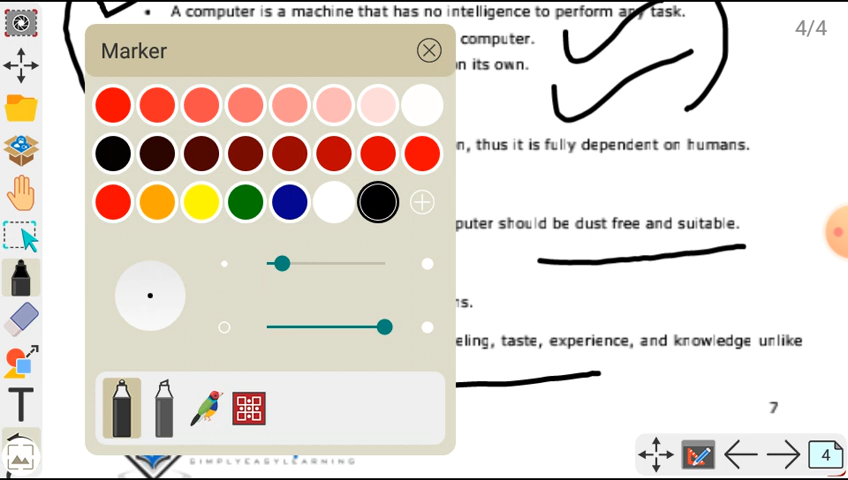 A computer is a machine that has no intelligence to perform any task.
4/4
Marker
computer.
n its own.
n, thus it is fully dependent on humans.
puter should be dust free and suitable.
ns.
eling, taste, experience, and knowledge unlike
T
7
4
SIMPLYEASYLEARNING